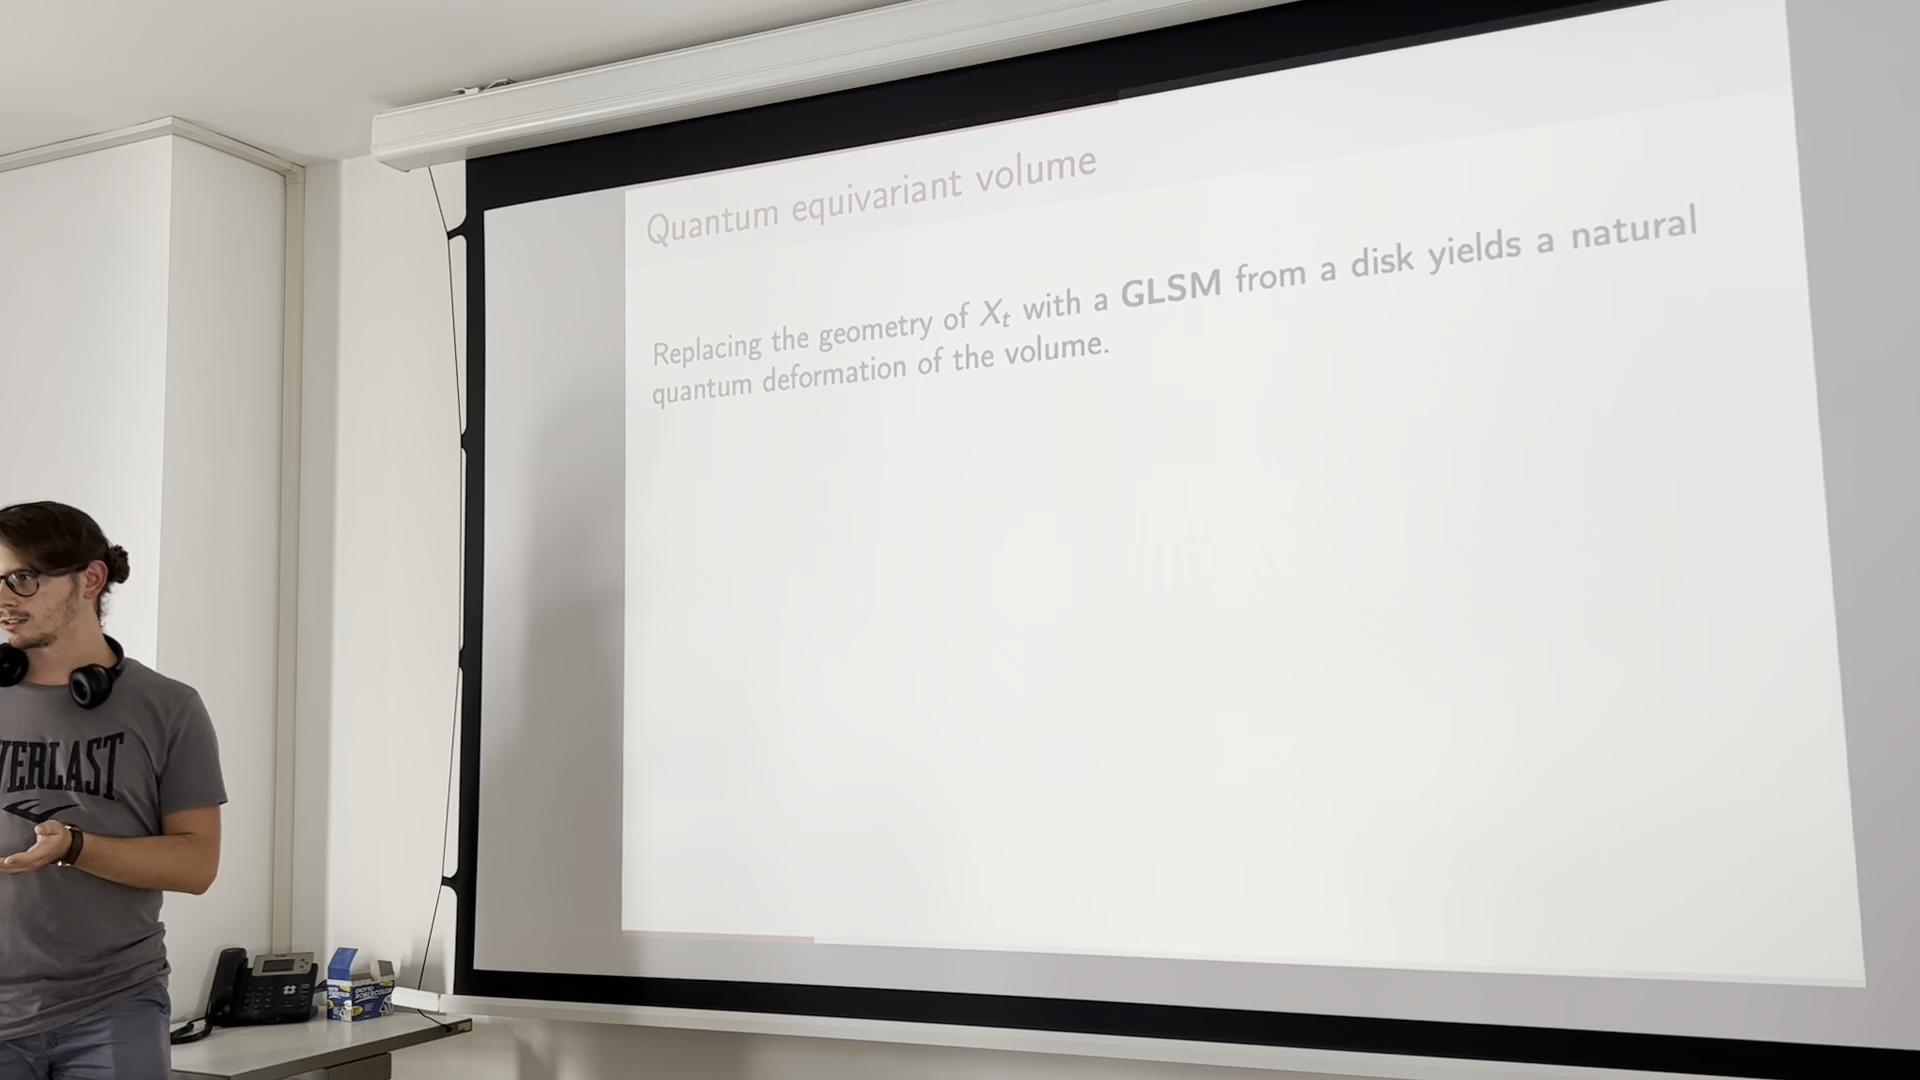 Quantum equivariant volume
Replacing the geometry of X_t with a GLSM from a disk yields a natural
quantum deformation of the volume.
VERLAST